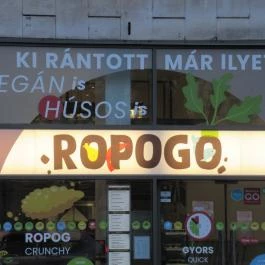 KI RÁNTOTT MÁR ILYET
EGÁN is
HÚSOS is
ROPOGO
ROPOG
CRUNCHY
GYORS
QUICK